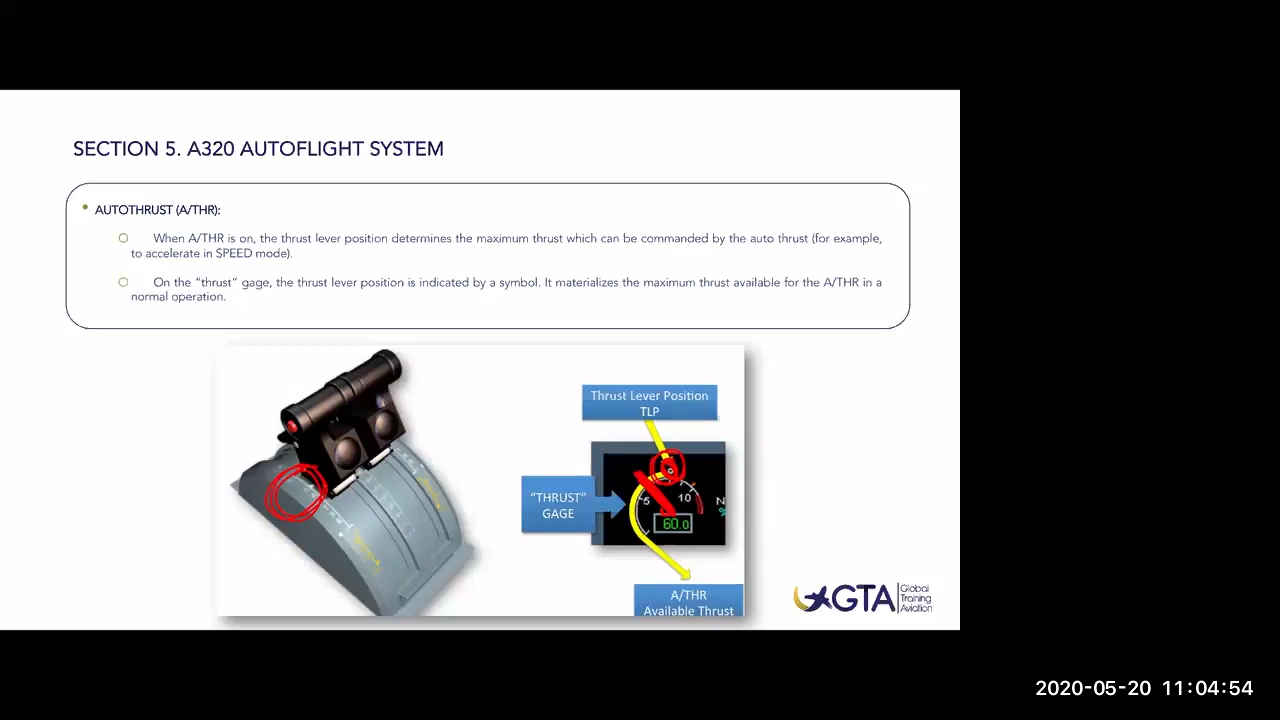 SECTION 5. A320 AUTOFLIGHT SYSTEM
• AUTOTHRUST (A/THR):
When A/THR is on, the thrust lever position determines the maximum thrust which can be commanded by the auto thrust (for example,
to accelerate in SPEED mode).
On the “thrust” gage, the thrust lever position is indicated by a symbol. It materializes the maximum thrust available for the A/THR in a
normal operation.
Thrust Lever Position
TLP
“THRUST”
GAGE
5
10
N
%
60.0
A/THR
Available Thrust
GTA
Global
Training
Aviation
2020-05-20 11:04:54